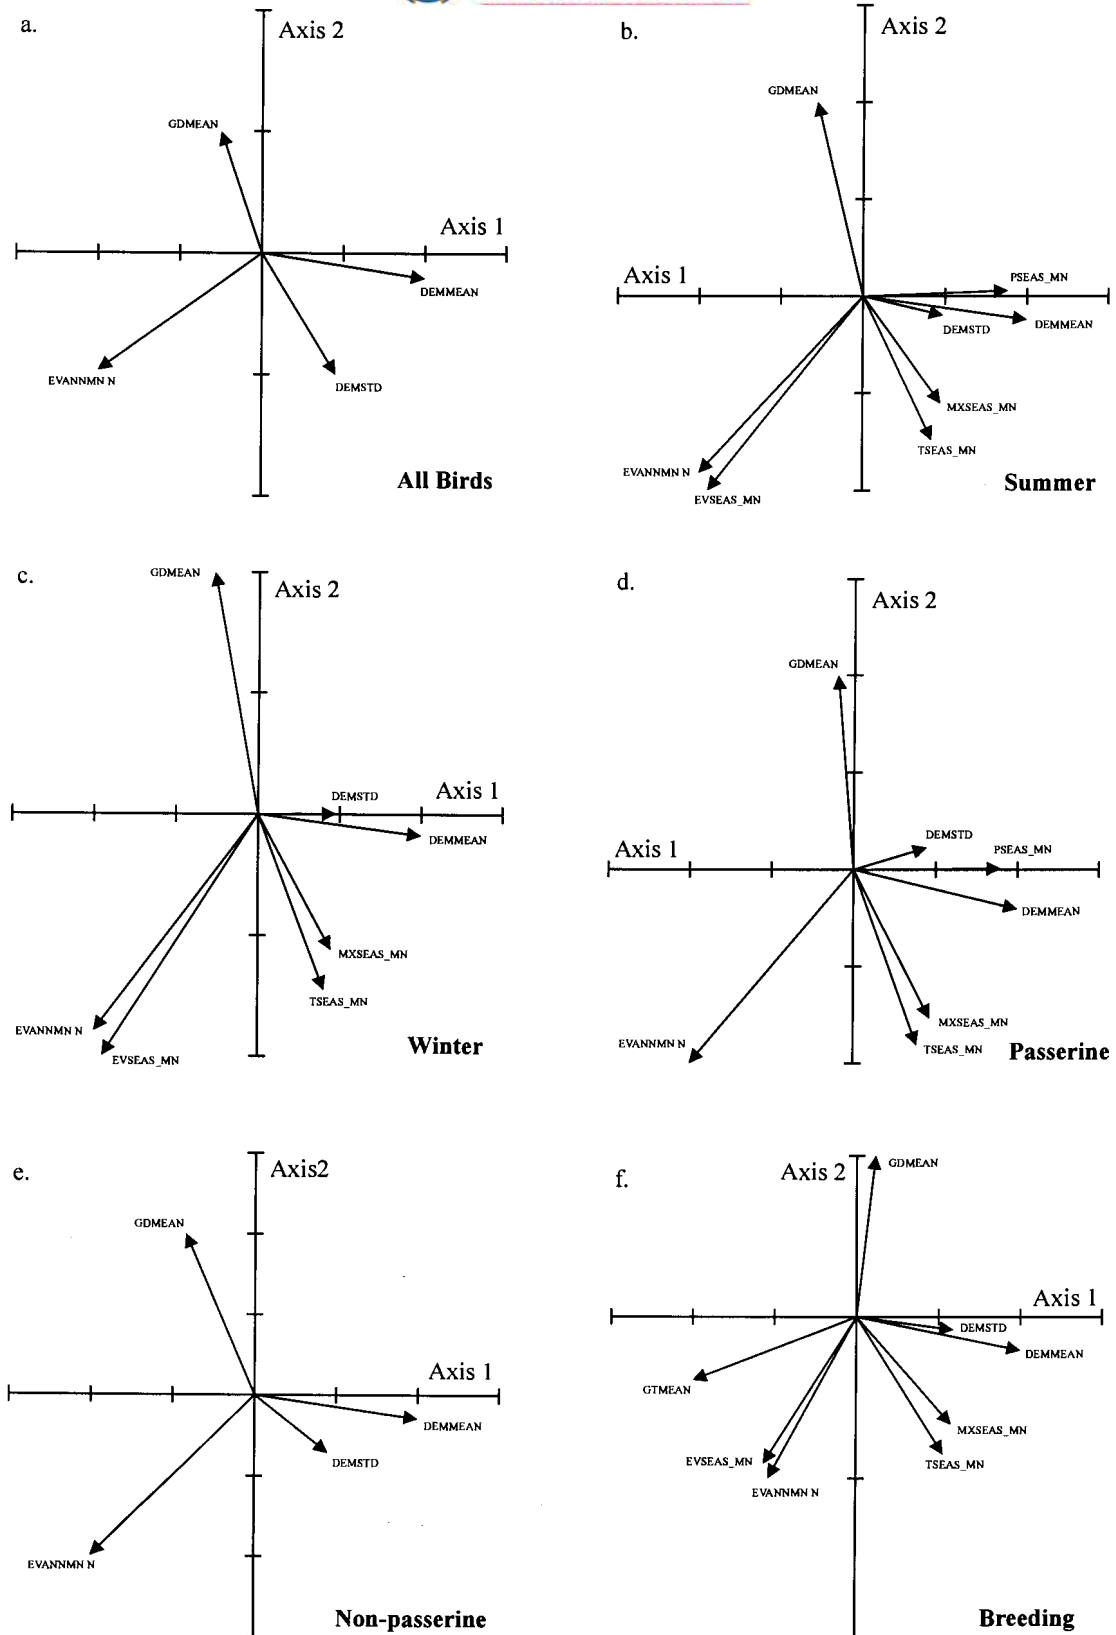 a.
Axis 2
GDMEAN
Axis 1
DEMMEAN
EVANNMN N
DEMSTD
All Birds
b.
Axis 2
GDMEAN
Axis 1
PSEAS_MN
DEMSTD
DEMMEAN
MXSEAS_MN
TSEAS_MN
EVANNMN N
EVSEAS_MN
Summer
c.
GDMEAN
Axis 2
DEMSTD
Axis 1
DEMMEAN
MXSEAS_MN
TSEAS_MN
EVANNMN N
EVSEAS_MN
Winter
d.
Axis 2
GDMEAN
DEMSTD
Axis 1
PSEAS_MN
DEMMEAN
MXSEAS_MN
EVANNMN N
TSEAS_MN
Passerine
e.
Axis2
GDMEAN
Axis 1
DEMMEAN
DEMSTD
EVANNMN N
Non-passerine
f.
Axis 2
GDMEAN
Axis 1
DEMSTD
DEMMEAN
GTMEAN
MXSEAS_MN
EVSEAS_MN
TSEAS_MN
EVANNMN N
Breeding